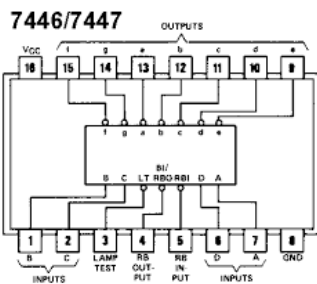 7446/7447
OUTPUTS
VCC f g a b c d e
16 15 14 13 12 11 10 9
f g a b c d e
BI/
B C LT RBO RBI D A
1 2 3 4 5 6 7 8
B C LAMP RB RB D A GND
TEST OUT- IN-
PUT PUT
INPUTS INPUTS